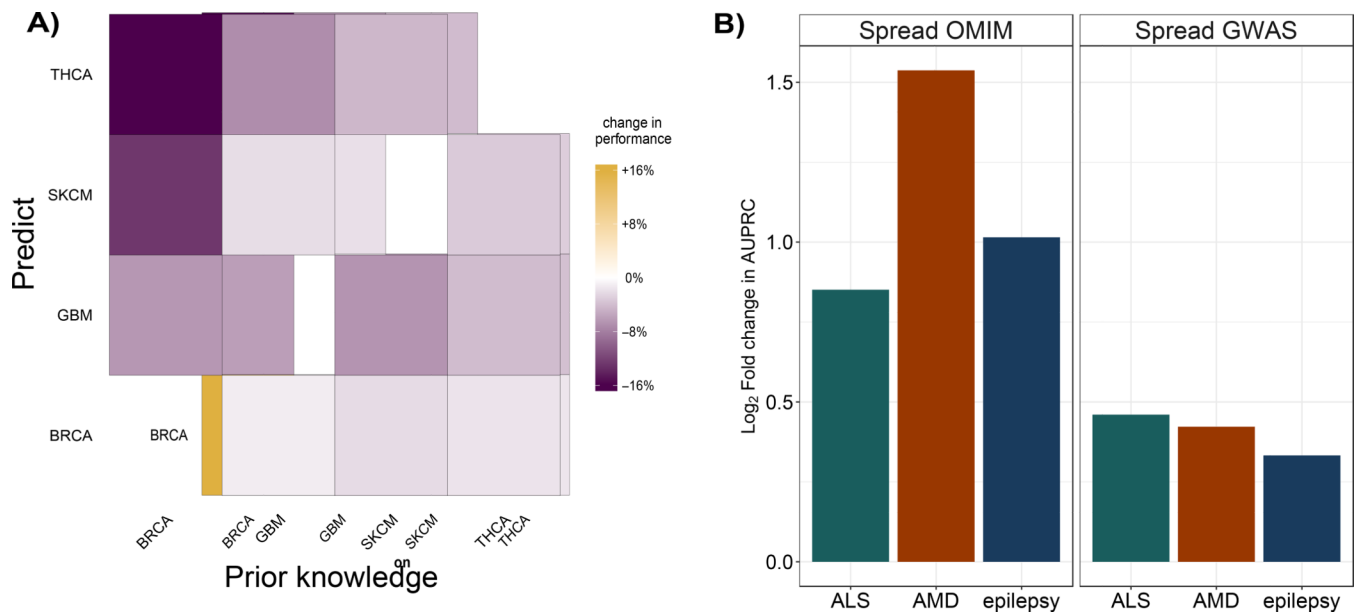 A)
THCA
SKCM
GBM
BRCA
BRCA
Predict
BRCA
BRCA
GBM
GBM
SKCM
SKCM
THCA
THCA
on
Prior knowledge
change in
performance
+16%
+8%
0%
−8%
−16%
B)
Spread OMIM
Spread GWAS
Log2 Fold change in AUPRC
1.5
1.0
0.5
0.0
ALS AMD epilepsy
ALS AMD epilepsy